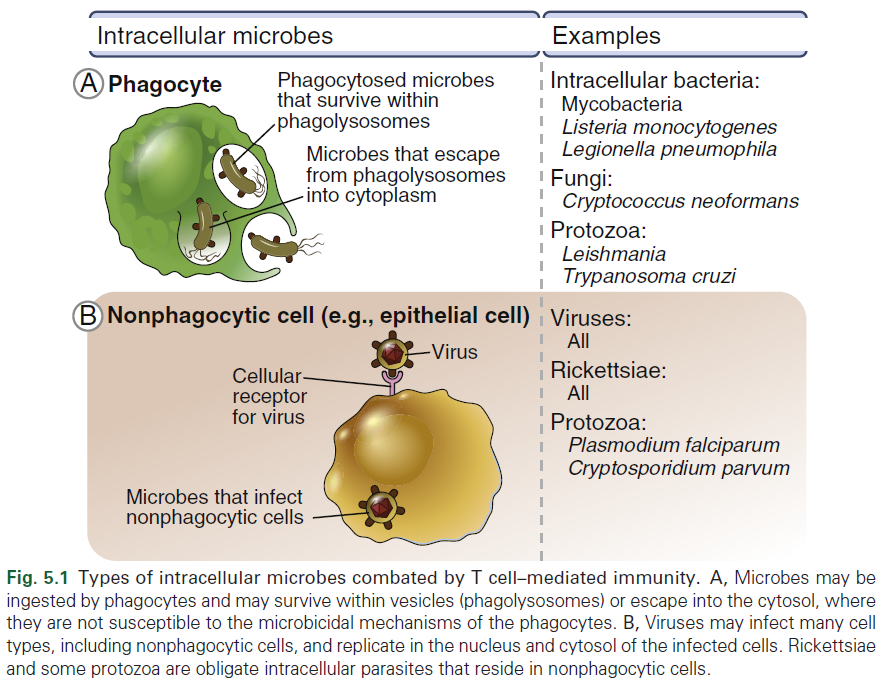 Intracellular microbes
Examples
A Phagocyte
Phagocytosed microbes
that survive within
phagolysosomes
Microbes that escape
from phagolysosomes
into cytoplasm
Intracellular bacteria:
Mycobacteria
Listeria monocytogenes
Legionella pneumophila
Fungi:
Cryptococcus neoformans
Protozoa:
Leishmania
Trypanosoma cruzi
B Nonphagocytic cell (e.g., epithelial cell)
Virus
Cellular
receptor
for virus
Microbes that infect
nonphagocytic cells
Viruses:
All
Rickettsiae:
All
Protozoa:
Plasmodium falciparum
Cryptosporidium parvum
Fig. 5.1 Types of intracellular microbes combated by T cell–mediated immunity. A, Microbes may be
ingested by phagocytes and may survive within vesicles (phagolysosomes) or escape into the cytosol, where
they are not susceptible to the microbicidal mechanisms of the phagocytes. B, Viruses may infect many cell
types, including nonphagocytic cells, and replicate in the nucleus and cytosol of the infected cells. Rickettsiae
and some protozoa are obligate intracellular parasites that reside in nonphagocytic cells.